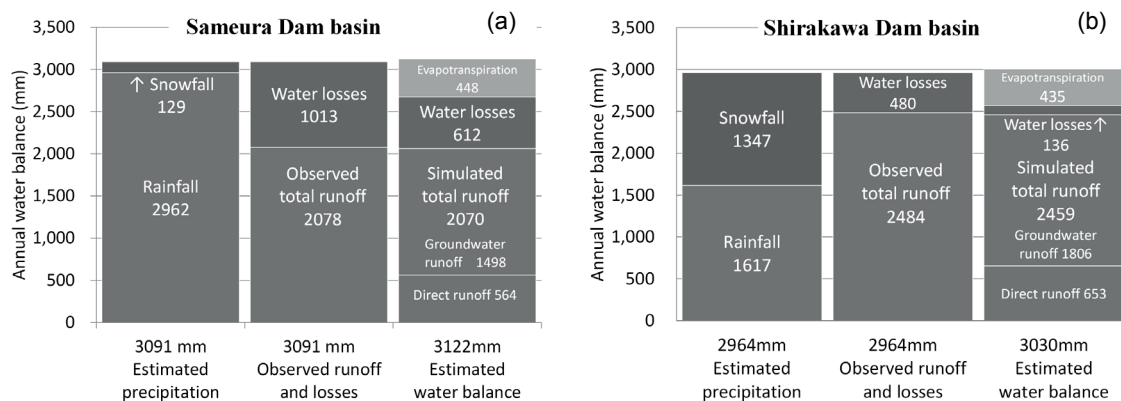 Sameura Dam basin
(a)
Annual water balance (mm)
3,500
3,000
2,500
2,000
1,500
1,000
500
0
↑ Snowfall
129
Rainfall
2962
Water losses
1013
Observed
total runoff
2078
Evapotranspiration
448
Water losses
612
Simulated
total runoff
2070
Groundwater
runoff 1498
Direct runoff 564
3091 mm
Estimated
precipitation
3091 mm
Observed runoff
and losses
3122mm
Estimated
water balance
Shirakawa Dam basin
(b)
Annual water balance (mm)
3,500
3,000
2,500
2,000
1,500
1,000
500
0
Snowfall
1347
Rainfall
1617
Water losses
480
Observed
total runoff
2484
Evapotranspiration
435
Water losses↑
136
Simulated
total runoff
2459
Groundwater
runoff 1806
Direct runoff 653
2964mm
Estimated
precipitation
2964mm
Observed runoff
and losses
3030mm
Estimated
water balance